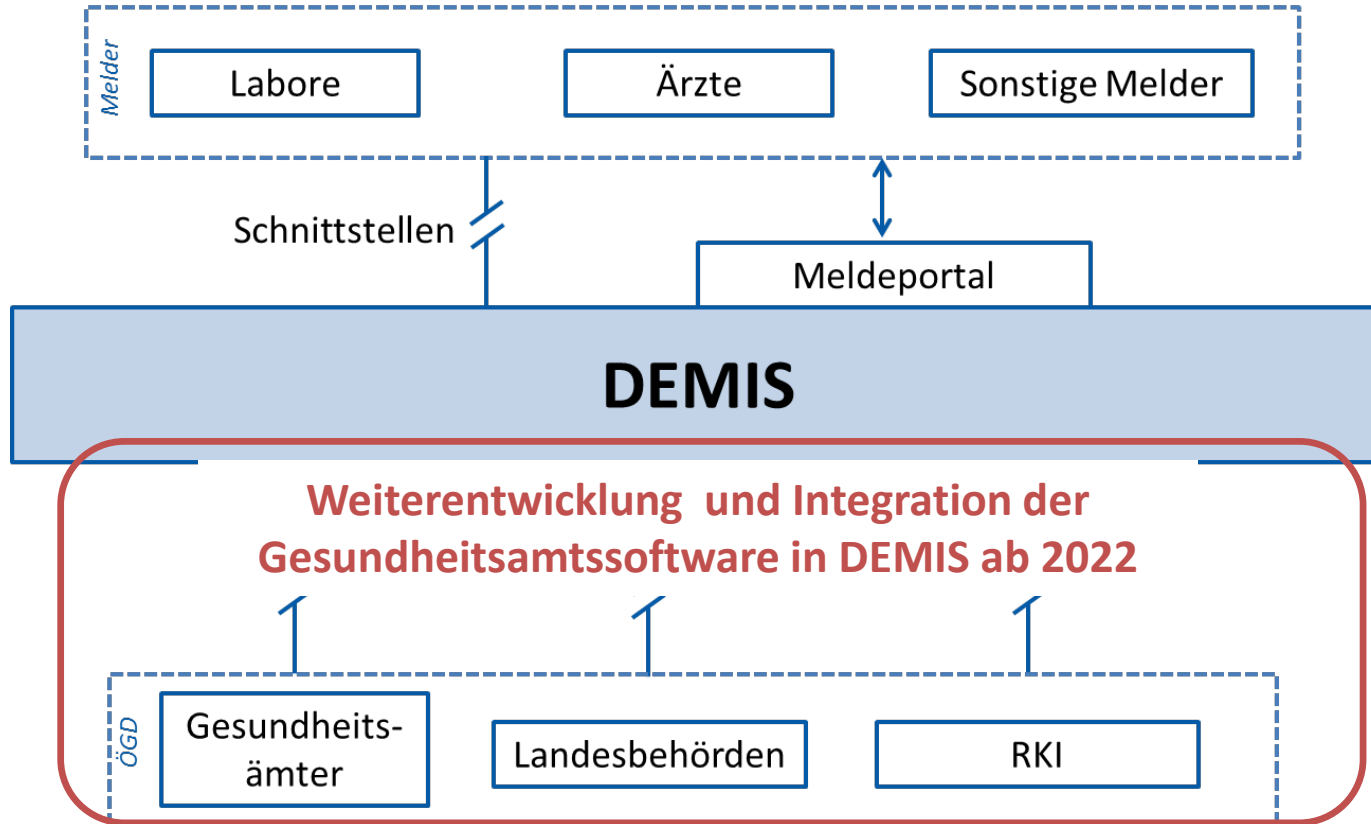 Melder
Labore
Ärzte
Sonstige Melder
Schnittstellen
Meldeportal
DEMIS
Weiterentwicklung und Integration der
Gesundheitsamtssoftware in DEMIS ab 2022
ÖGD
Gesundheits-
ämter
Landesbehörden
RKI